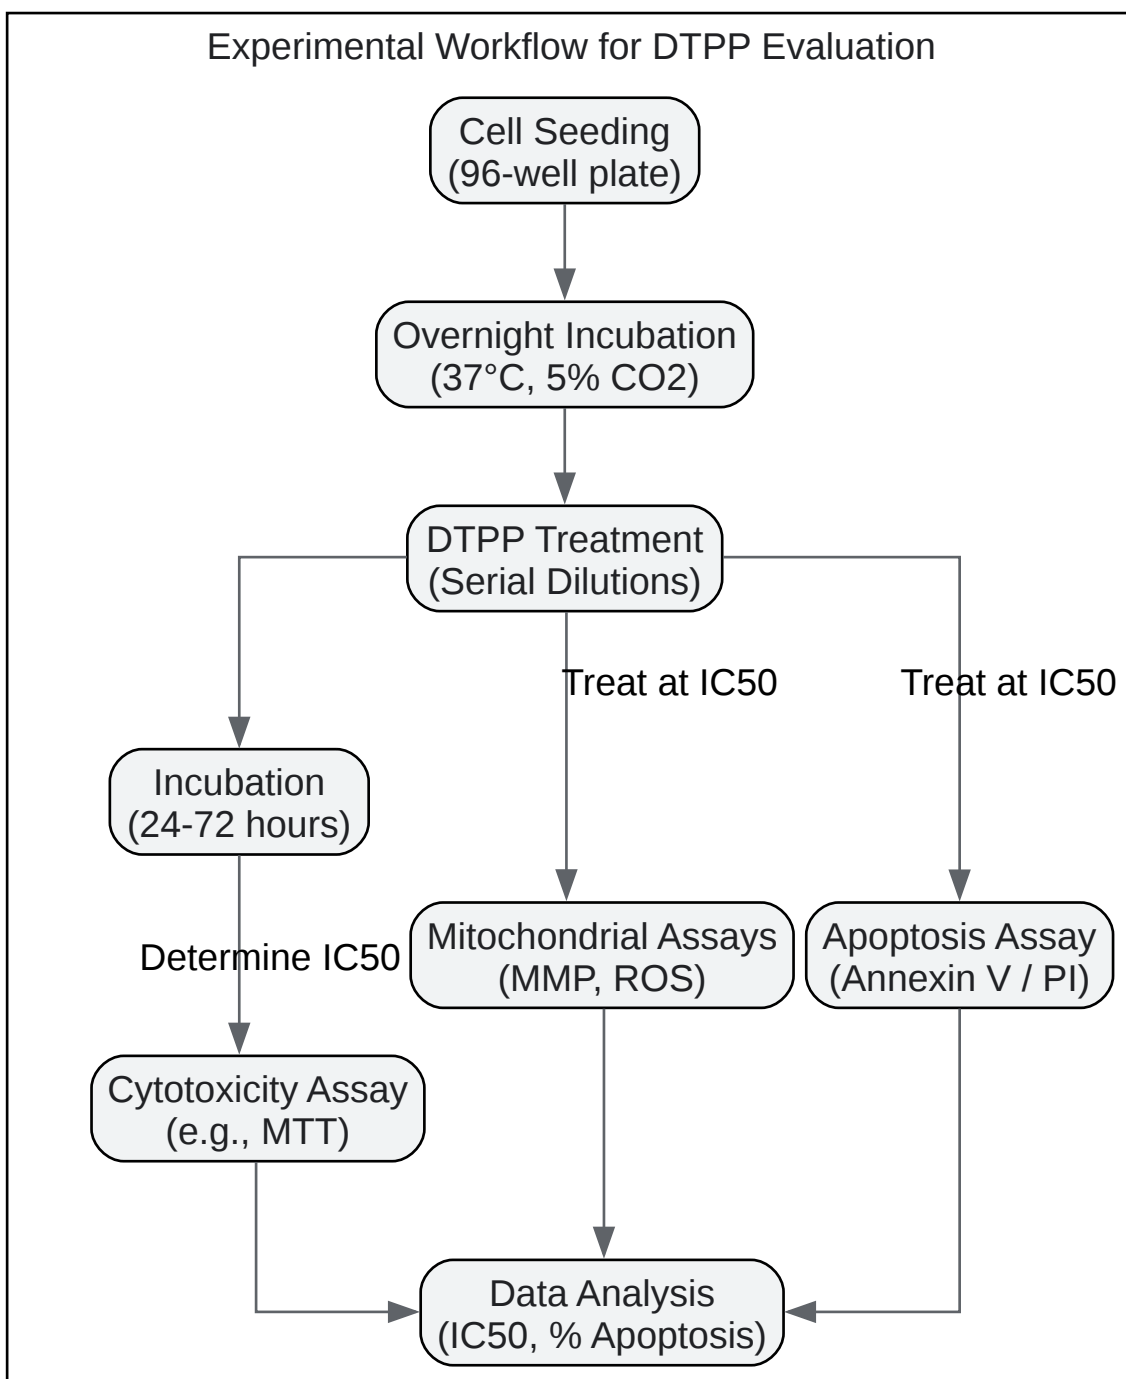 Experimental Workflow for DTPP Evaluation
Cell Seeding
(96-well plate)
Overnight Incubation
(37°C, 5% CO2)
DTPP Treatment
(Serial Dilutions)
Treat at IC50
Treat at IC50
Incubation
(24-72 hours)
Determine IC50
Mitochondrial Assays
(MMP, ROS)
Apoptosis Assay
(Annexin V / PI)
Cytotoxicity Assay
(e.g., MTT)
Data Analysis
(IC50, % Apoptosis)